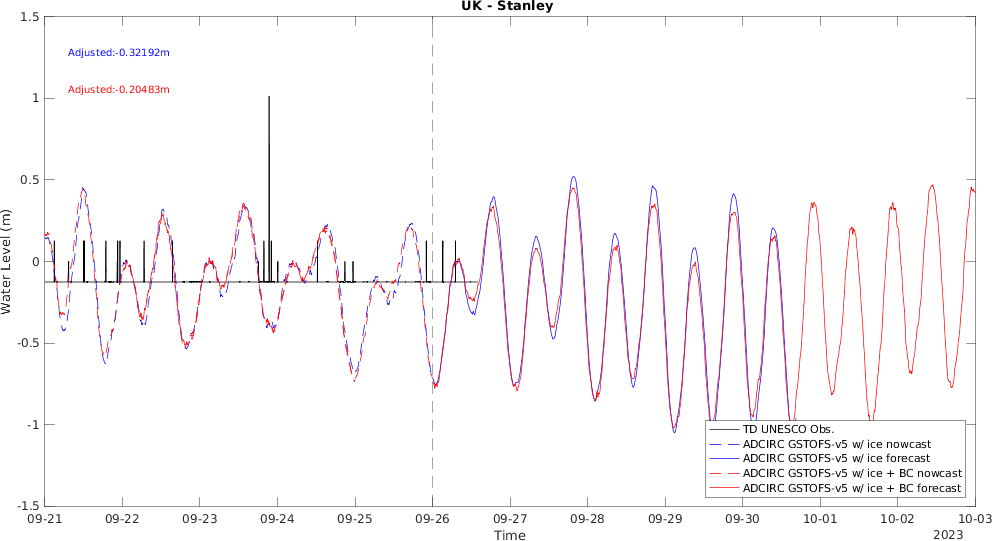 UK - Stanley
Adjusted:-0.32192m
Adjusted:-0.20483m
Water Level (m)
1.5
1
0.5
0
-0.5
-1
-1.5
TD UNESCO Obs.
ADCIRC GSTOFS-v5 w/ ice nowcast
ADCIRC GSTOFS-v5 w/ ice forecast
ADCIRC GSTOFS-v5 w/ ice + BC nowcast
ADCIRC GSTOFS-v5 w/ ice + BC forecast
09-21 09-22 09-23 09-24 09-25 09-26 09-27 09-28 09-29 09-30 10-01 10-02 10-03
Time
2023